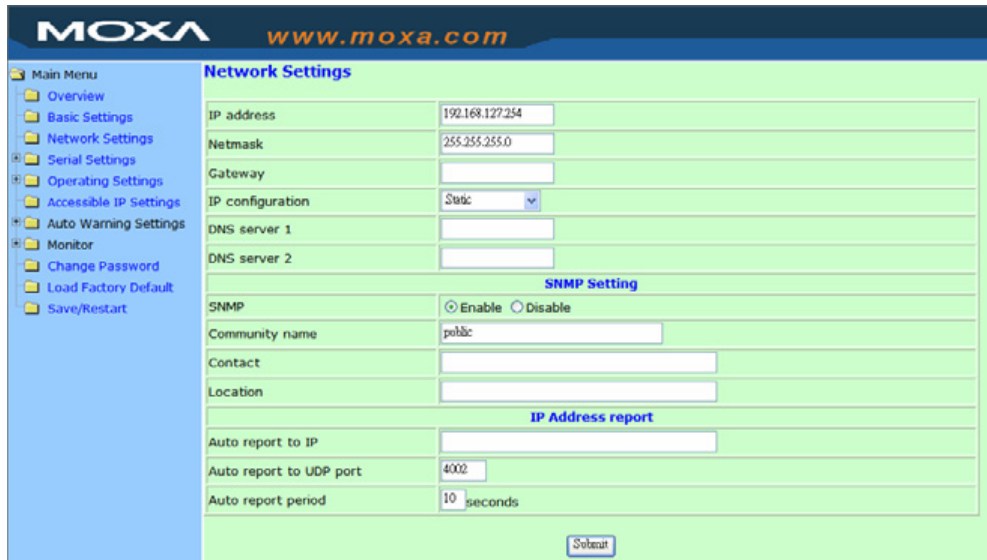 MOXA www.moxa.com
Main Menu
Overview
Basic Settings
Network Settings
Serial Settings
Operating Settings
Accessible IP Settings
Auto Warning Settings
Monitor
Change Password
Load Factory Default
Save/Restart
Network Settings
IP address 192.168.127.254
Netmask 255.255.255.0
Gateway
IP configuration Static
DNS server 1
DNS server 2
SNMP Setting
SNMP Enable Disable
Community name public
Contact
Location
IP Address report
Auto report to IP
Auto report to UDP port 4002
Auto report period 10 seconds
Submit